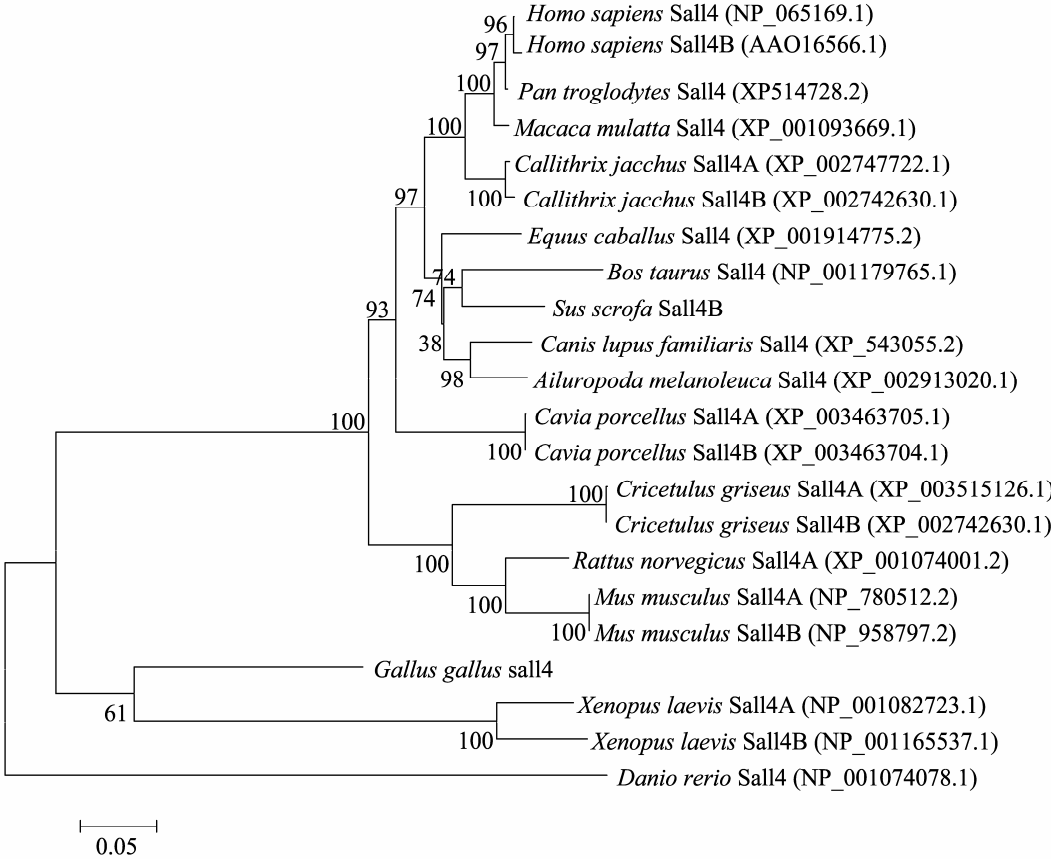 96 Homo sapiens Sall4 (NP_065169.1)
Homo sapiens Sall4B (AAO16566.1)
97
Pan troglodytes Sall4 (XP514728.2)
100
Macaca mulatta Sall4 (XP_001093669.1)
100
Callithrix jacchus Sall4A (XP_002747722.1)
100 Callithrix jacchus Sall4B (XP_002742630.1)
97
Equus caballus Sall4 (XP_001914775.2)
74 Bos taurus Sall4 (NP_001179765.1)
74
Sus scrofa Sall4B
93
38 Canis lupus familiaris Sall4 (XP_543055.2)
98 Ailuropoda melanoleuca Sall4 (XP_002913020.1)
100 Cavia porcellus Sall4A (XP_003463705.1)
100 Cavia porcellus Sall4B (XP_003463704.1)
100 Cricetulus griseus Sall4A (XP_003515126.1)
Cricetulus griseus Sall4B (XP_002742630.1)
100 Rattus norvegicus Sall4A (XP_001074001.2)
100 Mus musculus Sall4A (NP_780512.2)
100 Mus musculus Sall4B (NP_958797.2)
Gallus gallus sall4
61 Xenopus laevis Sall4A (NP_001082723.1)
100 Xenopus laevis Sall4B (NP_001165537.1)
Danio rerio Sall4 (NP_001074078.1)
0.05